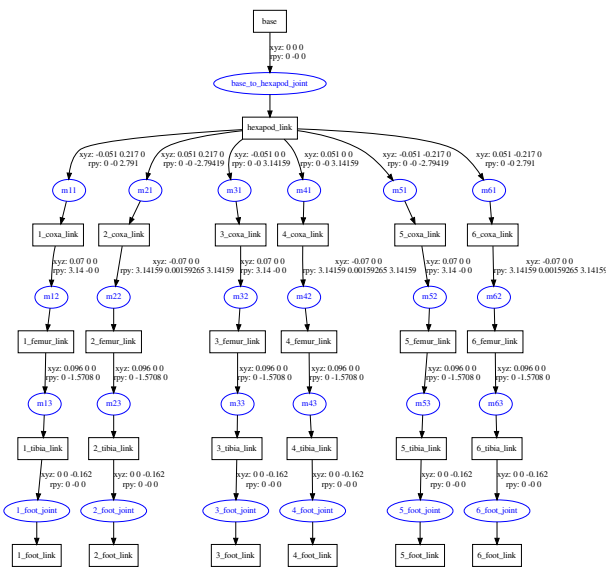 base
xyz: 0 0 0
rpy: 0 -0 0
base_to_hexapod_joint
hexapod_link
xyz: -0.051 0.217 0
rpy: 0 -0 2.791
xyz: 0.051 0.217 0
rpy: 0 -0 -2.79419
xyz: -0.051 0 0
rpy: 0 -0 3.14159
xyz: 0.051 0 0
rpy: 0 -0 -3.14159
xyz: -0.051 -0.217 0
rpy: 0 -0 -2.79419
xyz: 0.051 -0.217 0
rpy: 0 -0 2.791
m11
m21
m31
m41
m51
m61
1_coxa_link
2_coxa_link
3_coxa_link
4_coxa_link
5_coxa_link
6_coxa_link
xyz: 0.07 0 0
rpy: 3.14 -0 0
xyz: -0.07 0 0
rpy: 3.14159 0.00159265 3.14159
xyz: 0.07 0 0
rpy: 3.14 -0 0
xyz: -0.07 0 0
rpy: 3.14159 0.00159265 3.14159
xyz: 0.07 0 0
rpy: 3.14 -0 0
xyz: -0.07 0 0
rpy: 3.14159 0.00159265 3.14159
m12
m22
m32
m42
m52
m62
1_femur_link
2_femur_link
3_femur_link
4_femur_link
5_femur_link
6_femur_link
xyz: 0.096 0 0
rpy: 0 -1.5708 0
xyz: 0.096 0 0
rpy: 0 -1.5708 0
xyz: 0.096 0 0
rpy: 0 -1.5708 0
xyz: 0.096 0 0
rpy: 0 -1.5708 0
xyz: 0.096 0 0
rpy: 0 -1.5708 0
xyz: 0.096 0 0
rpy: 0 -1.5708 0
m13
m23
m33
m43
m53
m63
1_tibia_link
2_tibia_link
3_tibia_link
4_tibia_link
5_tibia_link
6_tibia_link
xyz: 0 0 -0.162
rpy: 0 -0 0
xyz: 0 0 -0.162
rpy: 0 -0 0
xyz: 0 0 -0.162
rpy: 0 -0 0
xyz: 0 0 -0.162
rpy: 0 -0 0
xyz: 0 0 -0.162
rpy: 0 -0 0
xyz: 0 0 -0.162
rpy: 0 -0 0
1_foot_joint
2_foot_joint
3_foot_joint
4_foot_joint
5_foot_joint
6_foot_joint
1_foot_link
2_foot_link
3_foot_link
4_foot_link
5_foot_link
6_foot_link